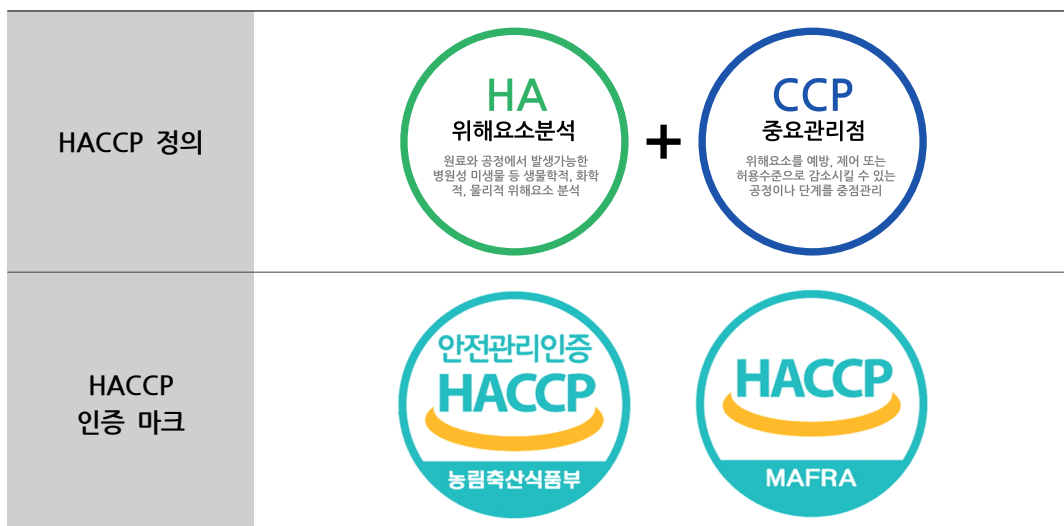 HACCP 정의
HA
위해요소분석
원료와 공정에서 발생가능한
병원성 미생물 등 생물학적, 화학
적, 물리적 위해요소 분석
+
CCP
중요관리점
위해요소를 예방, 제어 또는
허용수준으로 감소시킬 수 있는
공정이나 단계를 중점관리
HACCP
인증 마크
안전관리인증
HACCP
농림축산식품부
HACCP
MAFRA